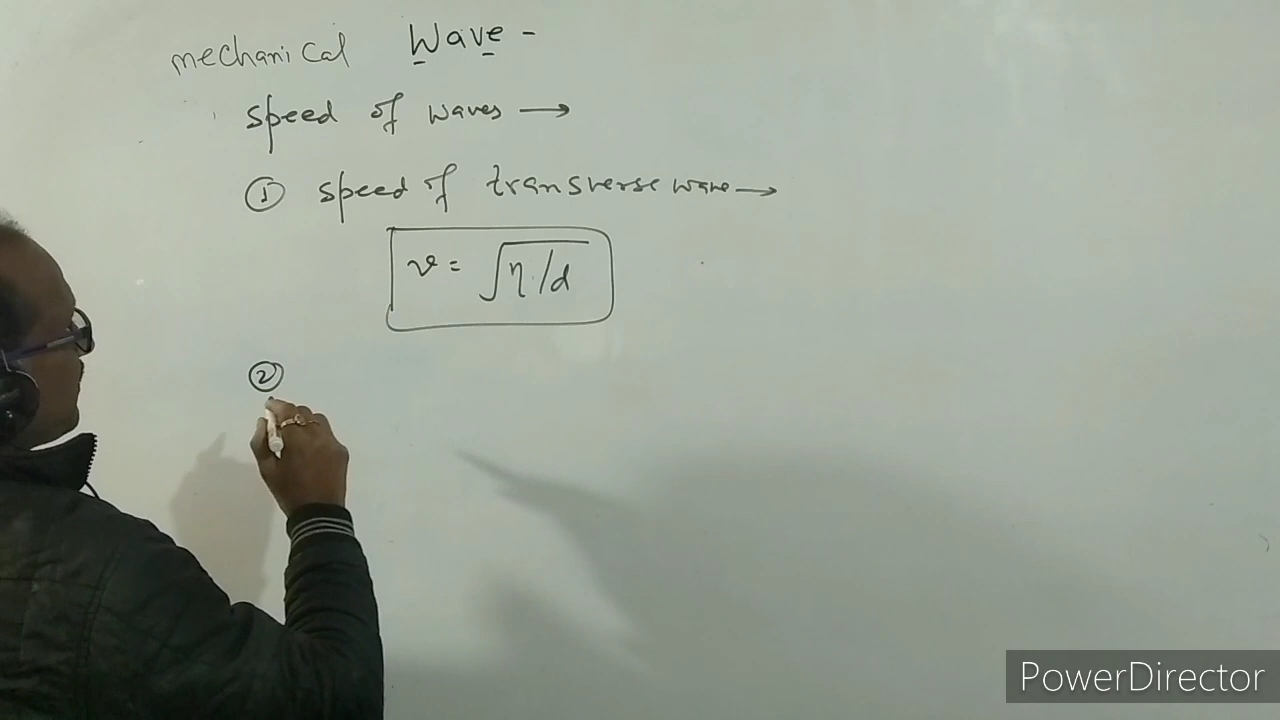 mechanical Wave -
speed of waves →
① speed of transverse wave →
v = √η/d
②
PowerDirector